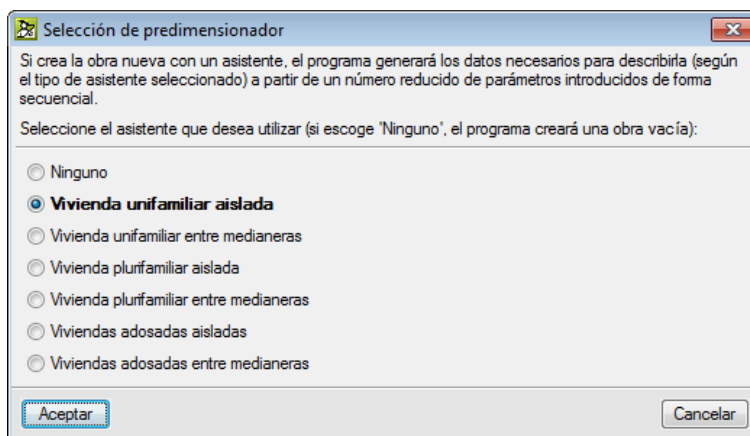 Selección de predimensionador
Si crea la obra nueva con un asistente, el programa generará los datos necesarios para describirla (según
el tipo de asistente seleccionado) a partir de un número reducido de parámetros introducidos de forma
secuencial.
Seleccione el asistente que desea utilizar (si escoge "Ninguno", el programa creará una obra vacía):
Ninguno
Vivienda unifamiliar aislada
Vivienda unifamiliar entre medianeras
Vivienda plurifamiliar aislada
Vivienda plurifamiliar entre medianeras
Viviendas adosadas aisladas
Viviendas adosadas entre medianeras
Aceptar
Cancelar